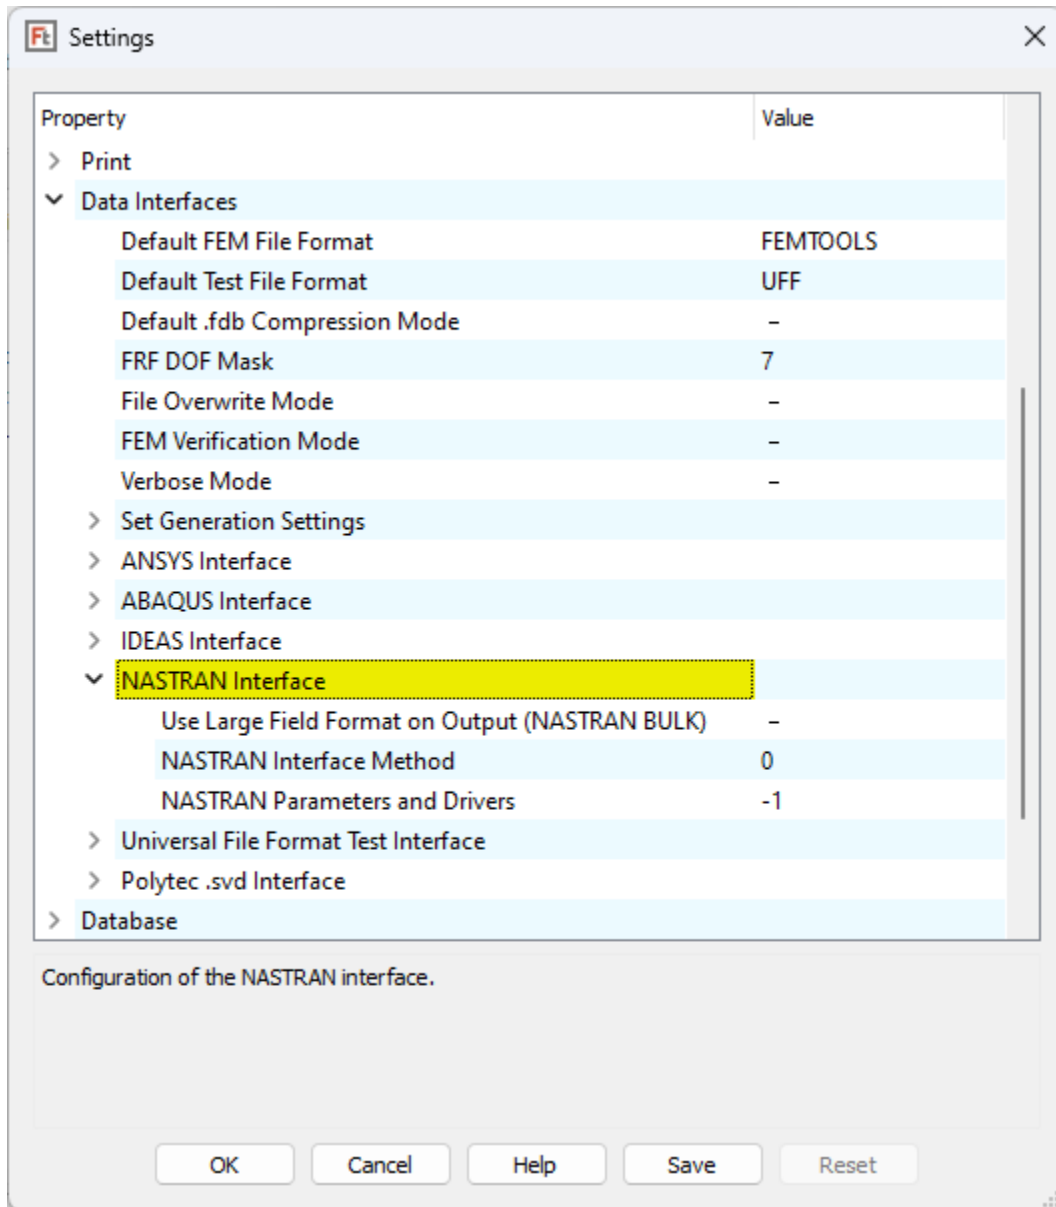 Ft Settings
Property Value
Print
Data Interfaces
Default FEM File Format FEMTOOLS
Default Test File Format UFF
Default .fdb Compression Mode –
FRF DOF Mask 7
File Overwrite Mode –
FEM Verification Mode –
Verbose Mode –
Set Generation Settings
ANSYS Interface
ABAQUS Interface
IDEAS Interface
NASTRAN Interface
Use Large Field Format on Output (NASTRAN BULK) –
NASTRAN Interface Method 0
NASTRAN Parameters and Drivers -1
Universal File Format Test Interface
Polytec .svd Interface
Database
Configuration of the NASTRAN interface.
OK Cancel Help Save Reset